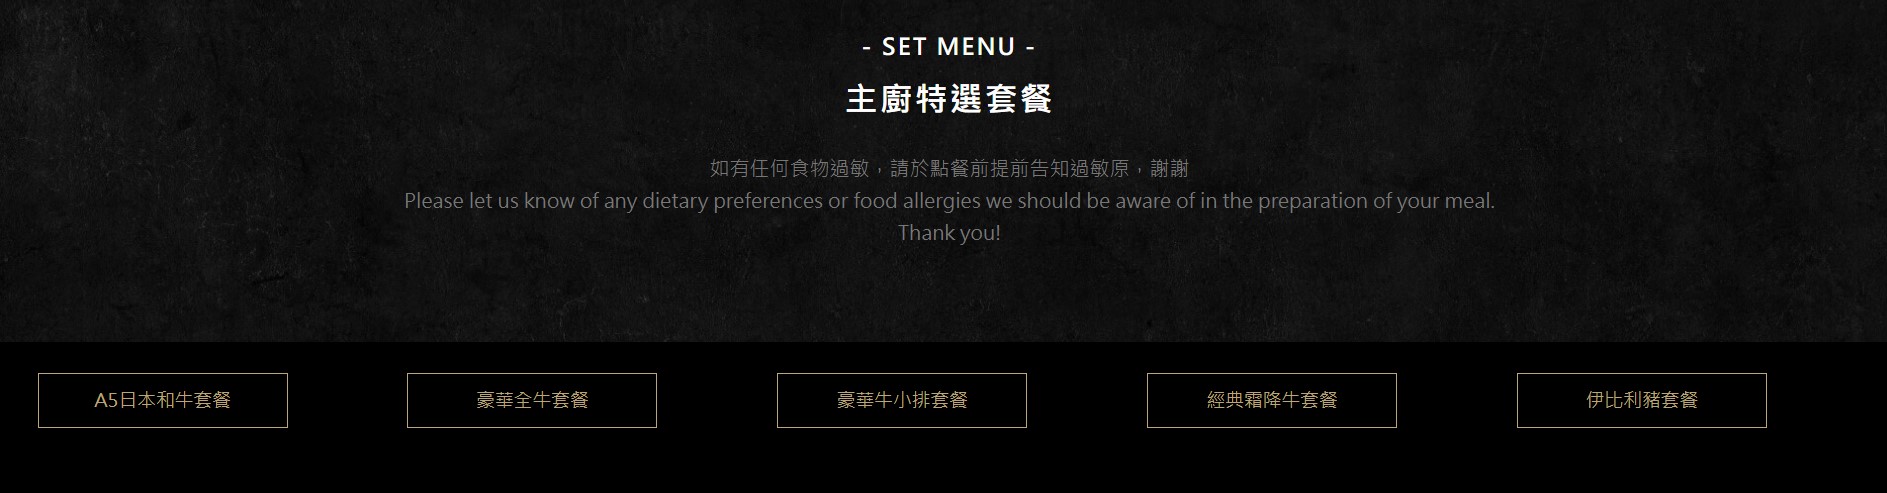 - SET MENU -
主廚特選套餐
如有任何食物過敏，請於點餐前提前告知過敏原，謝謝
Please let us know of any dietary preferences or food allergies we should be aware of in the preparation of your meal.
Thank you!
A5日本和牛套餐
豪華全牛套餐
豪華牛小排套餐
經典霜降牛套餐
伊比利豬套餐